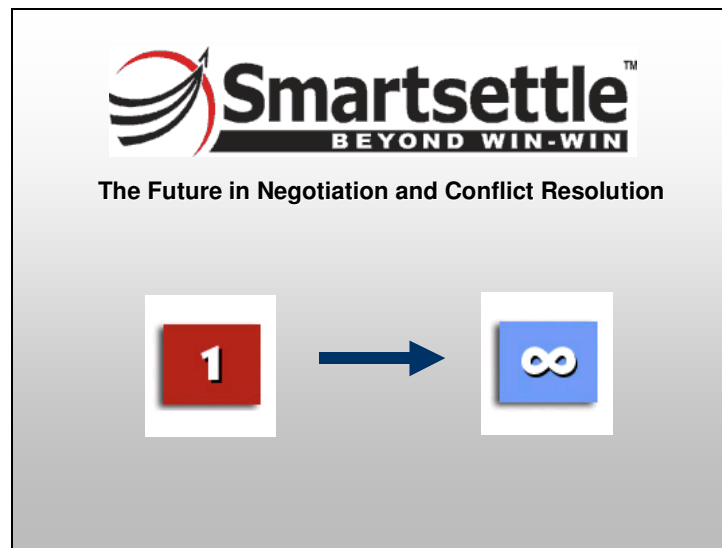 Smartsettle™
BEYOND WIN-WIN
The Future in Negotiation and Conflict Resolution
1
∞